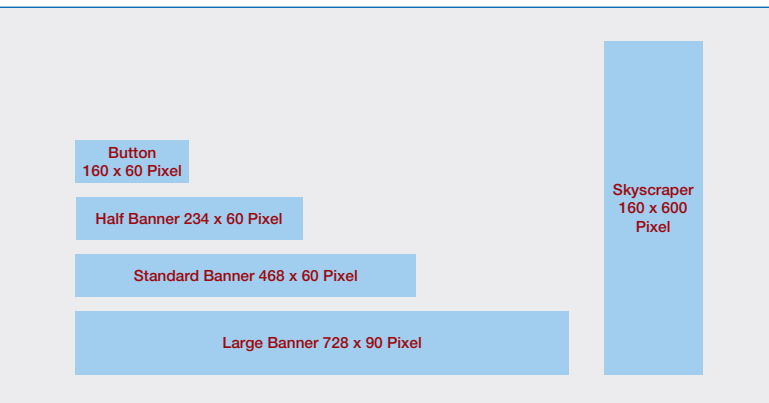 Button
160 x 60 Pixel
Half Banner 234 x 60 Pixel
Standard Banner 468 x 60 Pixel
Large Banner 728 x 90 Pixel
Skyscraper
160 x 600
Pixel